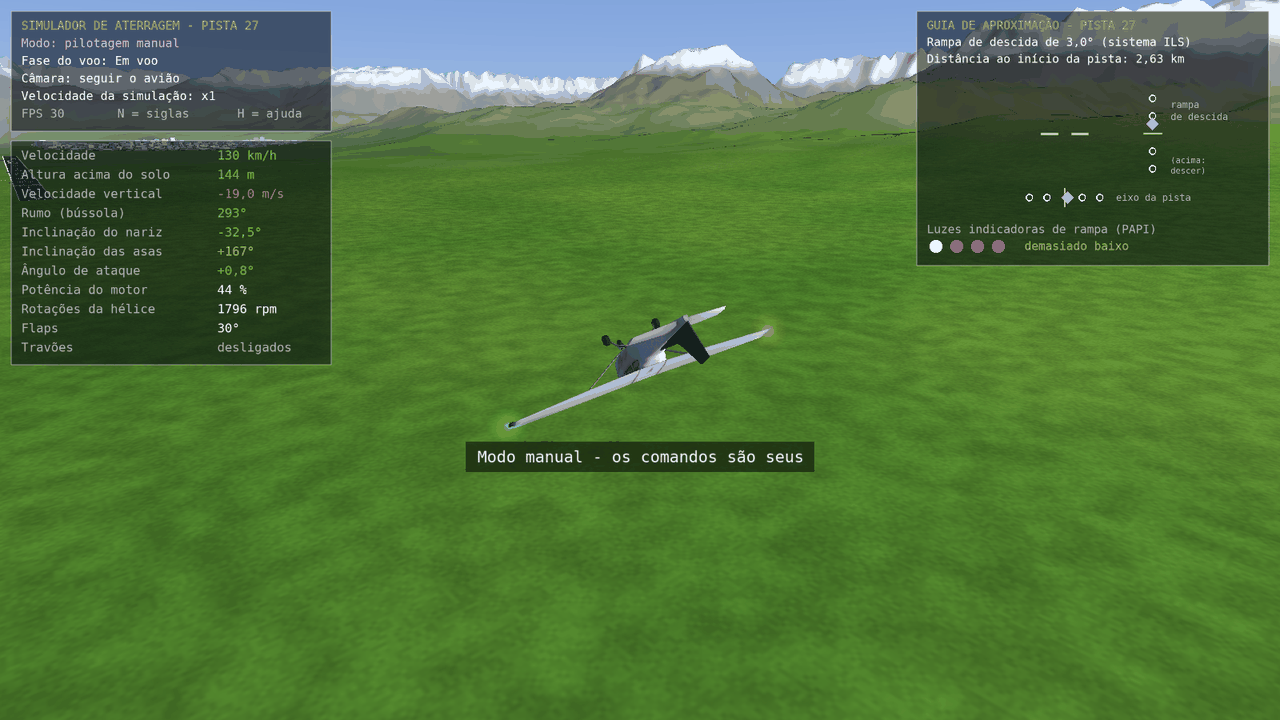 SIMULADOR DE ATERRAGEM - PISTA 27
Modo: pilotagem manual
Fase do voo: Em voo
Câmara: seguir o avião
Velocidade da simulação: x1
FPS 30 N = siglas H = ajuda
Velocidade 130 km/h
Altura acima do solo 144 m
Velocidade vertical -19,0 m/s
Rumo (bússola) 293°
Inclinação do nariz -32,5°
Inclinação das asas +167°
Ângulo de ataque +0,8°
Potência do motor 44 %
Rotações da hélice 1796 rpm
Flaps 30°
Travões desligados
GUIA DE APROXIMAÇÃO - PISTA 27
Rampa de descida de 3,0° (sistema ILS)
Distância ao início da pista: 2,63 km
rampa
de descida
(acima:
descer)
eixo da pista
Luzes indicadoras de rampa (PAPI)
demasiado baixo
Modo manual - os comandos são seus